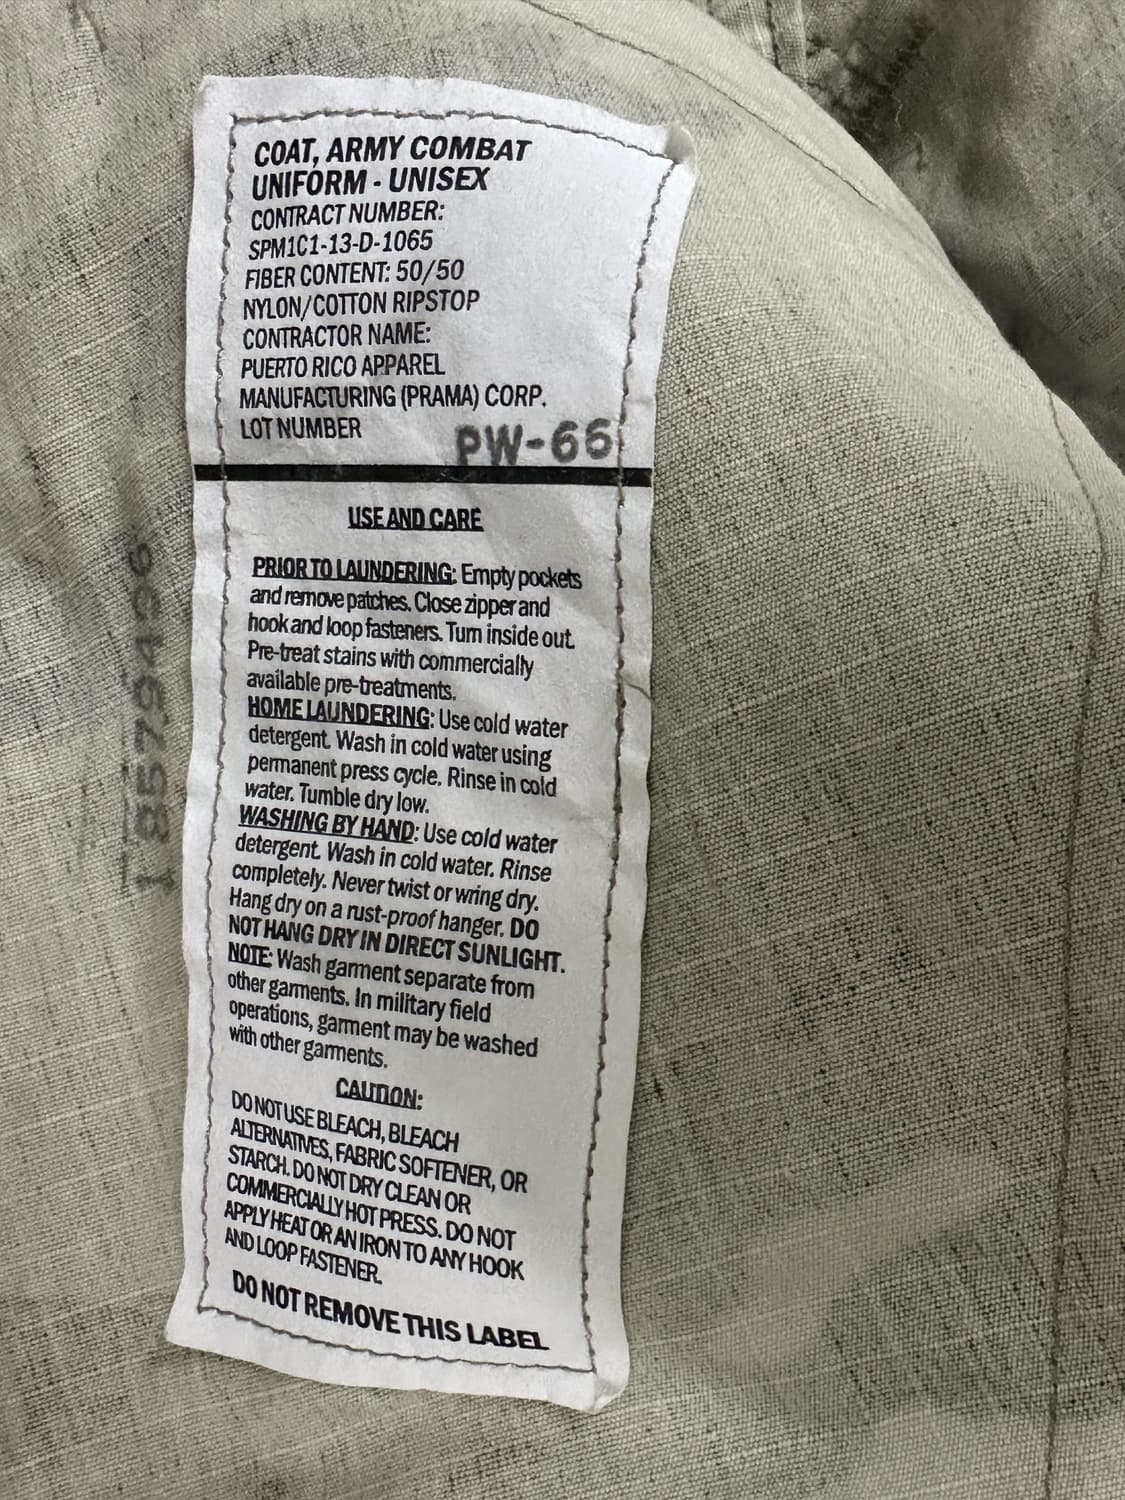 COAT, ARMY COMBAT
UNIFORM - UNISEX
CONTRACT NUMBER:
SPM1C1-13-D-1065
FIBER CONTENT: 50/50
NYLON/COTTON RIPSTOP
CONTRACTOR NAME:
PUERTO RICO APPAREL
MANUFACTURING (PRAMA) CORP.
LOT NUMBER PW-66
USE AND CARE
PRIOR TO LAUNDERING: Empty pockets
and remove patches. Close zipper and
hook and loop fasteners. Turn inside out.
Pre-treat stains with commercially
available pre-treatments.
HOME LAUNDERING: Use cold water
detergent. Wash in cold water using
permanent press cycle. Rinse in cold
water. Tumble dry low.
WASHING BY HAND: Use cold water
detergent. Wash in cold water. Rinse
completely. Never twist or wring dry.
Hang dry on a rust-proof hanger. DO
NOT HANG DRY IN DIRECT SUNLIGHT.
NOTE: Wash garment separate from
other garments. In military field
operations, garment may be washed
with other garments.
CAUTION:
DO NOT USE BLEACH, BLEACH
ALTERNATIVES, FABRIC SOFTENER, OR
STARCH. DO NOT DRY CLEAN OR
COMMERCIALLY HOT PRESS. DO NOT
APPLY HEAT OR AN IRON TO ANY HOOK
AND LOOP FASTENER.
DO NOT REMOVE THIS LABEL